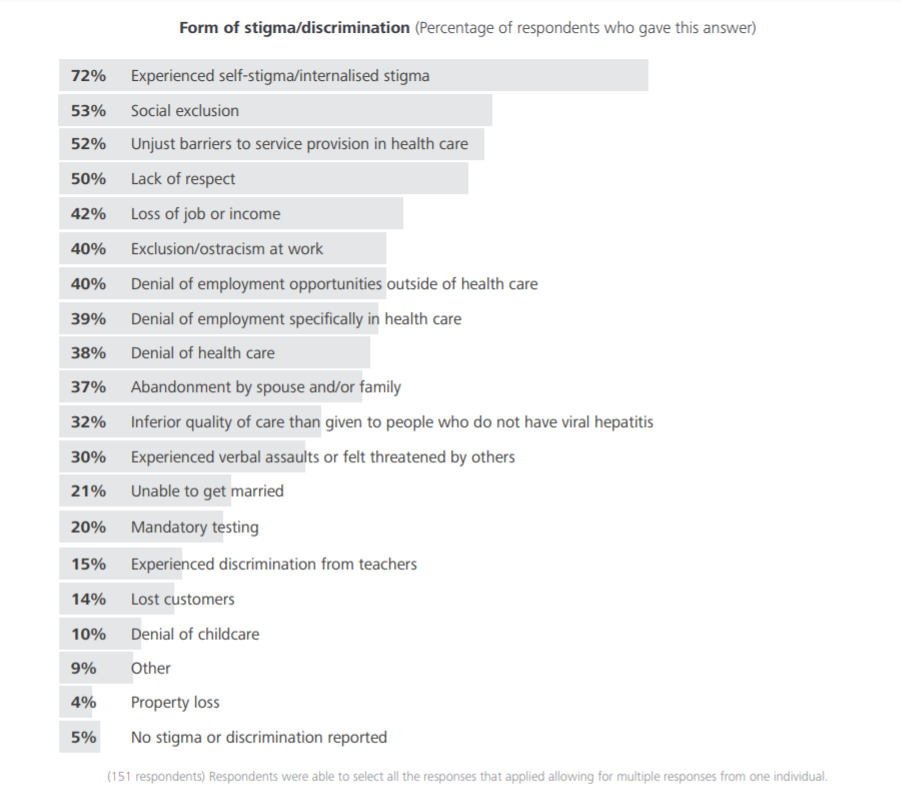 Form of stigma/discrimination (Percentage of respondents who gave this answer)
72% Experienced self-stigma/internalised stigma
53% Social exclusion
52% Unjust barriers to service provision in health care
50% Lack of respect
42% Loss of job or income
40% Exclusion/ostracism at work
40% Denial of employment opportunities outside of health care
39% Denial of employment specifically in health care
38% Denial of health care
37% Abandonment by spouse and/or family
32% Inferior quality of care than given to people who do not have viral hepatitis
30% Experienced verbal assaults or felt threatened by others
21% Unable to get married
20% Mandatory testing
15% Experienced discrimination from teachers
14% Lost customers
10% Denial of childcare
9% Other
4% Property loss
5% No stigma or discrimination reported
(151 respondents) Respondents were able to select all the responses that applied allowing for multiple responses from one individual.